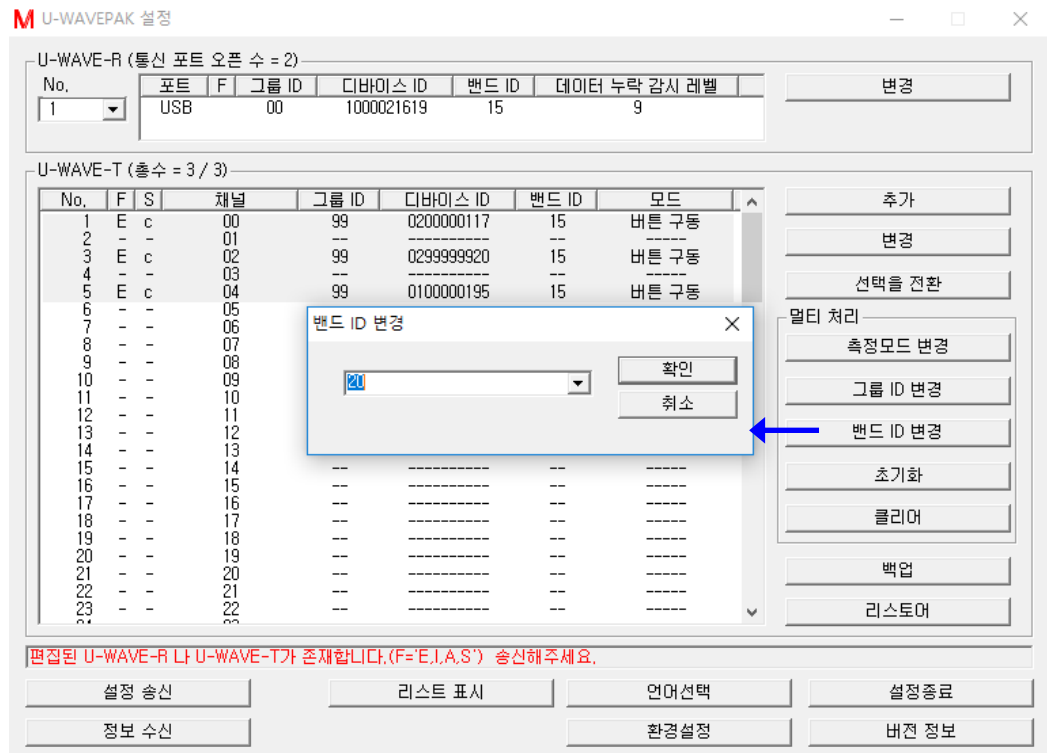 M U-WAVEPAK 설정
U-WAVE-R (통신 포트 오픈 수 = 2)
No, 포트 F 그룹 ID 디바이스 ID 밴드 ID 데이터 누락 감시 레벨 변경
1 USB 00 1000021619 15 9
U-WAVE-T (총수 = 3 / 3)
No, F S 채널 그룹 ID 디바이스 ID 밴드 ID 모드 추가
1 E c 00 99 0200000117 15 버튼 구동
2 - - 01 -- ---------- -- -----
변경
3 E c 02 99 0299999920 15 버튼 구동
4 - - 03 -- ---------- -- -----
선택을 전환
5 E c 04 99 0100000195 15 버튼 구동
6 - - 05
멀티 처리
밴드 ID 변경
7 - - 06
8 - - 07
측정모드 변경
9 - - 08
확인
10 - - 09
20
그룹 ID 변경
11 - - 10
취소
12 - - 11
13 - - 12
밴드 ID 변경
14 - - 13
15 - - 14 -- ---------- -- -----
초기화
16 - - 15 -- ---------- -- -----
17 - - 16 -- ---------- -- -----
18 - - 17 -- ---------- -- -----
클리어
19 - - 18 -- ---------- -- -----
20 - - 19 -- ---------- -- -----
21 - - 20 -- ---------- -- -----
백업
22 - - 21 -- ---------- -- -----
23 - - 22 -- ---------- -- -----
리스토어
편집된 U-WAVE-R 나 U-WAVE-T가 존재합니다.(F='E,I,A,S') 송신해주세요.
설정 송신 리스트 표시 언어선택 설정종료
정보 수신 환경설정 버전 정보